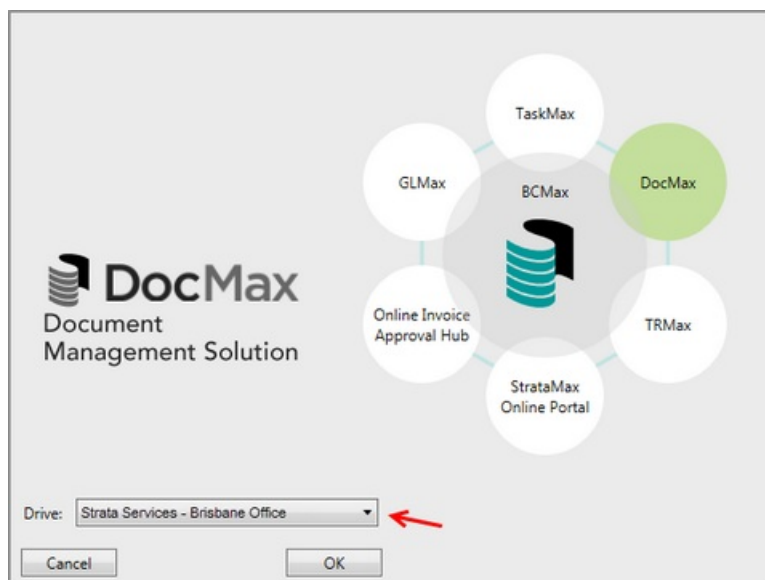 TaskMax
GLMax
BCMax
DocMax
DocMax
Document
Management Solution
Online Invoice
Approval Hub
TRMax
StrataMax
Online Portal
Drive: Strata Services - Brisbane Office
Cancel OK